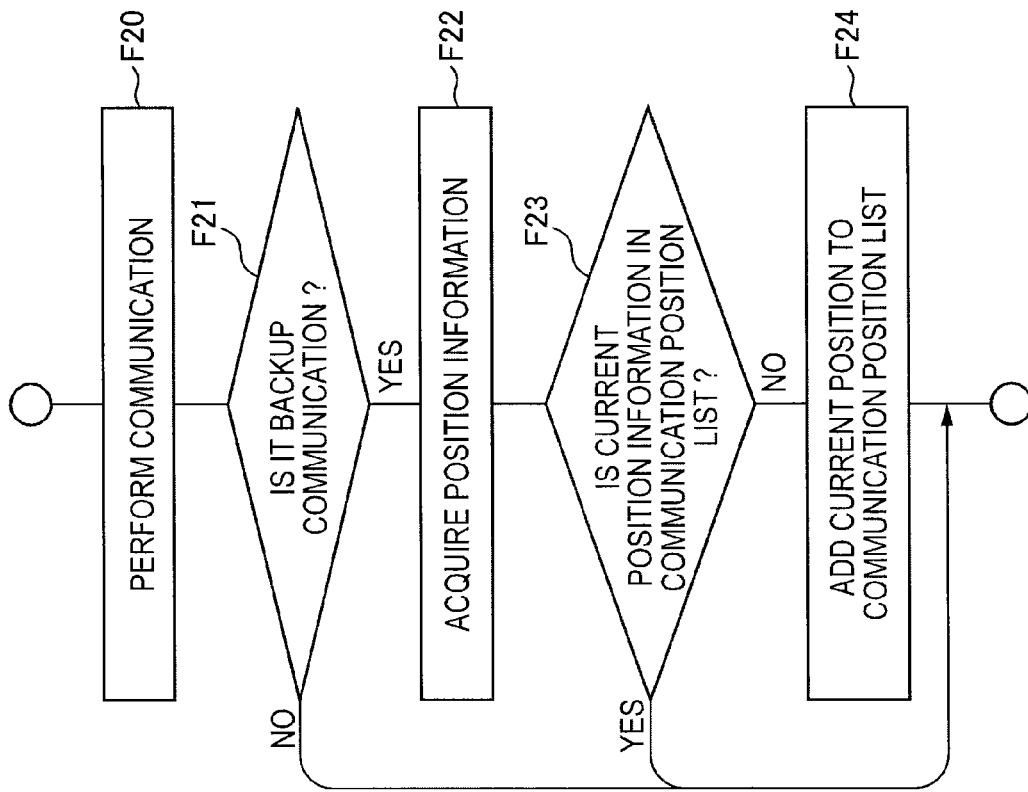 PERFORM COMMUNICATION
F20
F21
IS IT BACKUP
COMMUNICATION ?
NO
YES
ACQUIRE POSITION INFORMATION
F22
F23
IS CURRENT
POSITION INFORMATION IN
COMMUNICATION POSITION
LIST ?
YES
NO
ADD CURRENT POSITION TO
COMMUNICATION POSITION LIST
F24